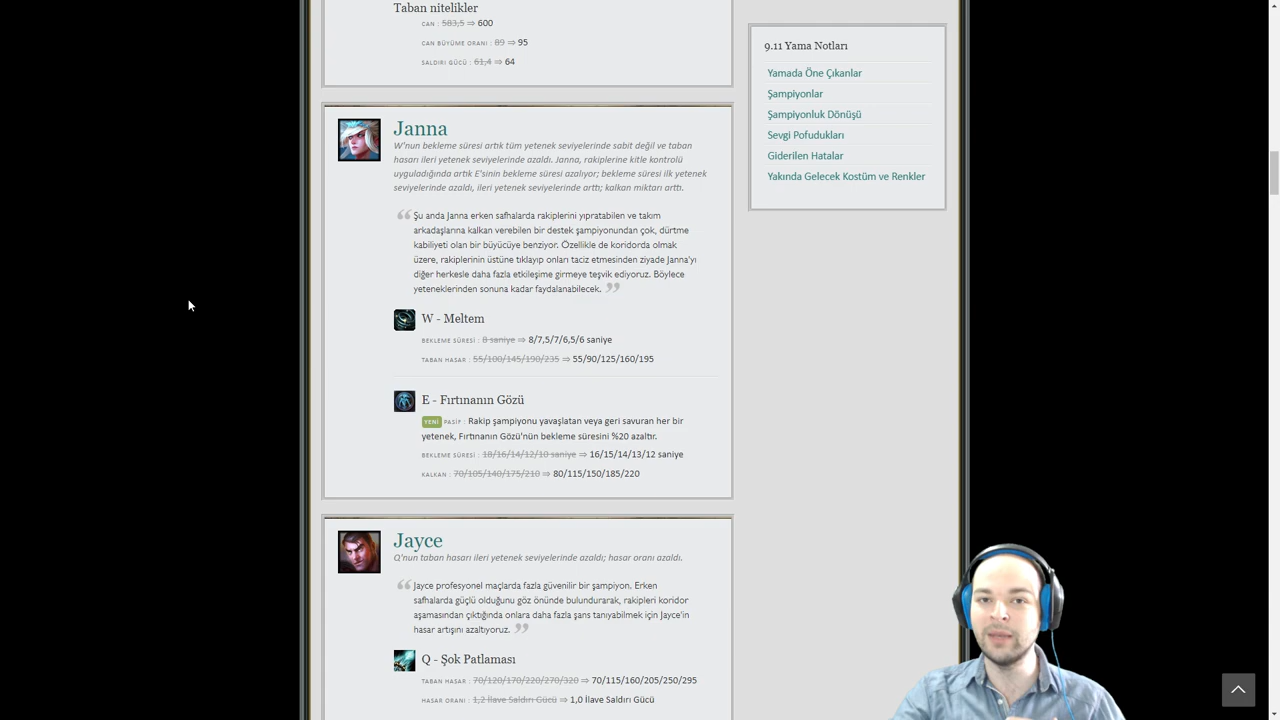 Taban nitelikler
CAN : 583,5 ⇒ 600
CAN BÜYÜME ORANI : 89 ⇒ 95
SALDIRI GÜCÜ : 61,4 ⇒ 64
Janna
W'nun bekleme süresi artık tüm yetenek seviyelerinde sabit değil ve taban
hasarı ileri yetenek seviyelerinde azaldı. Janna, rakiplerine kitle kontrolü
uyguladığında artık E'sinin bekleme süresi azalıyor; bekleme süresi ilk yetenek
seviyelerinde azaldı, ileri yetenek seviyelerinde arttı; kalkan miktarı arttı.
Şu anda Janna erken safhalarda rakiplerini yıpratabilen ve takım
arkadaşlarına kalkan verebilen bir destek şampiyonundan çok, dürtme
kabiliyeti olan bir büyücüye benziyor. Özellikle de koridorda olmak
üzere, rakiplerinin üstüne tıklayıp onları taciz etmesinden ziyade Janna'yı
diğer herkesle daha fazla etkileşime girmeye teşvik ediyoruz. Böylece
yeteneklerinden sonuna kadar faydalanabilecek.
W - Meltem
BEKLEME SÜRESİ : 8 saniye ⇒ 8/7,5/7/6,5/6 saniye
TABAN HASAR : 55/100/145/190/235 ⇒ 55/90/125/160/195
E - Fırtınanın Gözü
YENİ PASİF : Rakip şampiyonu yavaşlatan veya geri savuran her bir
yetenek, Fırtınanın Gözü'nün bekleme süresini %20 azaltır.
BEKLEME SÜRESİ : 18/16/14/12/10 saniye ⇒ 16/15/14/13/12 saniye
KALKAN : 70/105/140/175/210 ⇒ 80/115/150/185/220
Jayce
Q'nun taban hasarı ileri yetenek seviyelerinde azaldı; hasar oranı azaldı.
Jayce profesyonel maçlarda fazla güvenilir bir şampiyon. Erken
safhalarda güçlü olduğunu göz önünde bulundurarak, rakipleri koridor
aşamasından çıktığında onlara daha fazla şans tanıyabilmek için Jayce'in
hasar artışını azaltıyoruz.
Q - Şok Patlaması
TABAN HASAR : 70/120/170/220/270/320 ⇒ 70/115/160/205/250/295
HASAR ORANI : 1,2 İlave Saldırı Gücü ⇒ 1,0 İlave Saldırı Gücü
9.11 Yama Notları
Yamada Öne Çıkanlar
Şampiyonlar
Şampiyonluk Dönüşü
Sevgi Pofudukları
Giderilen Hatalar
Yakında Gelecek Kostüm ve Renkler